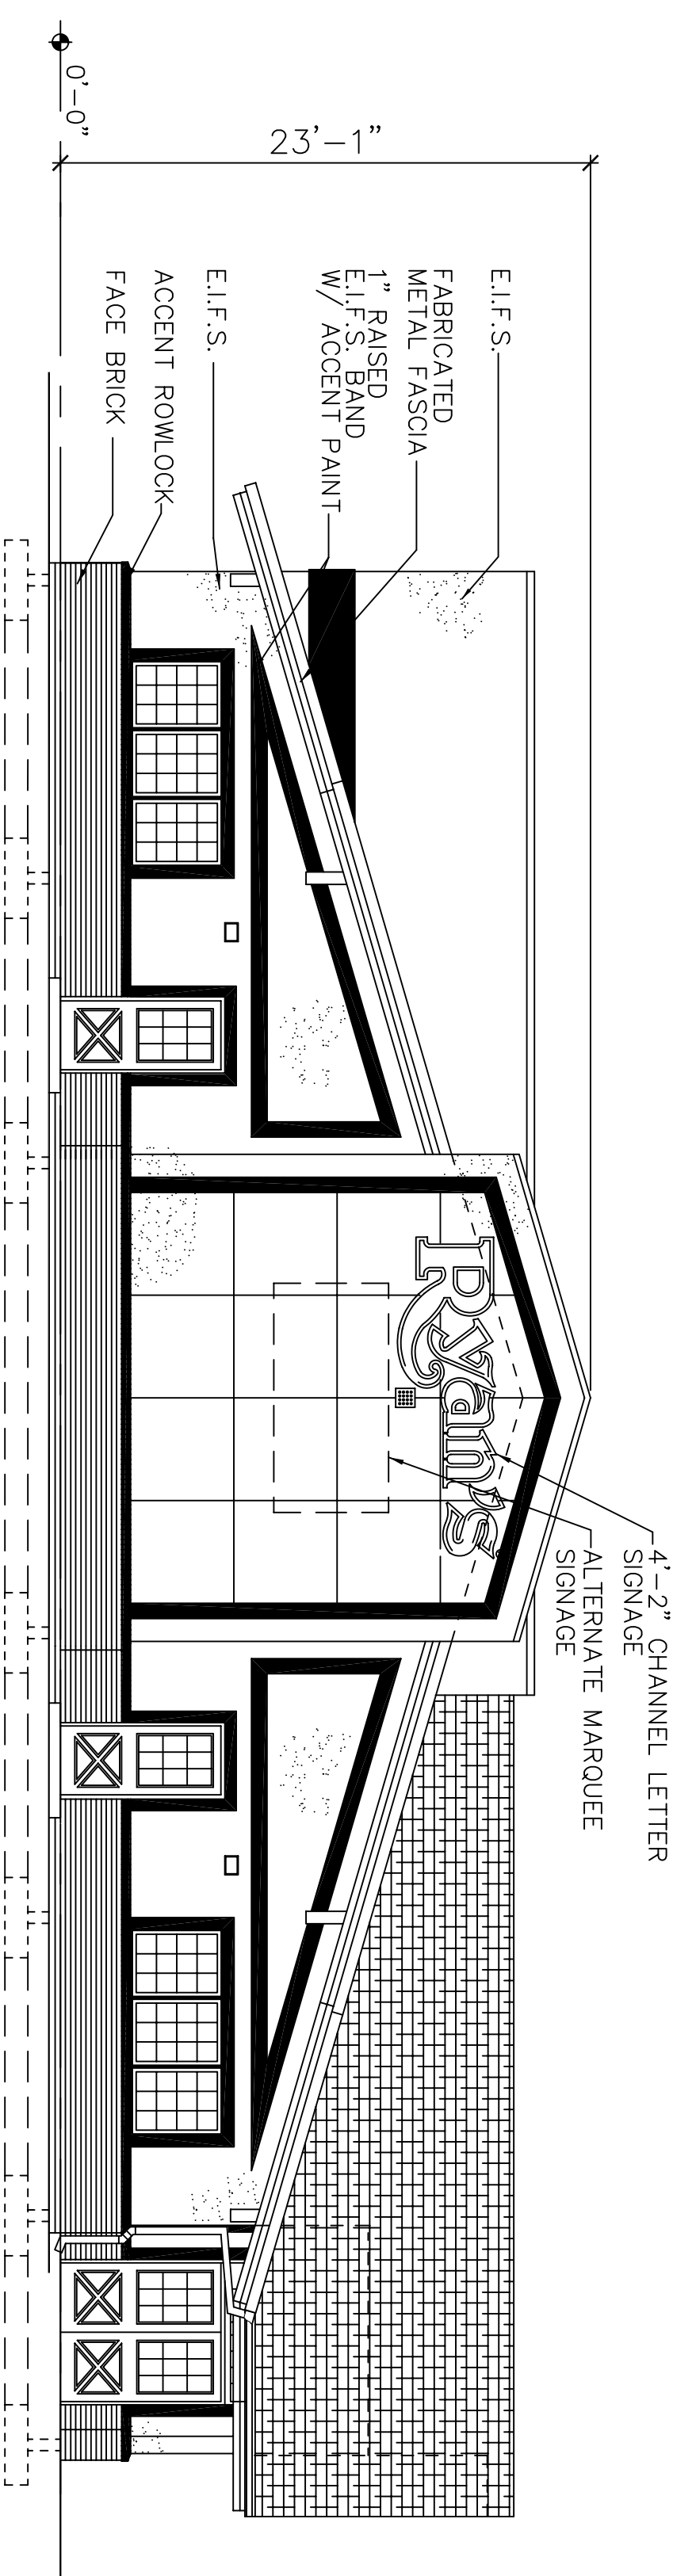 4'-2" CHANNEL LETTER
SIGNAGE
ALTERNATE MARQUEE
SIGNAGE
Ryan's
23'-1"
E.I.F.S.
FABRICATED
METAL FASCIA
1" RAISED
E.I.F.S. BAND
W/ ACCENT PAINT
E.I.F.S.
ACCENT ROWLOCK
FACE BRICK
0'-0"